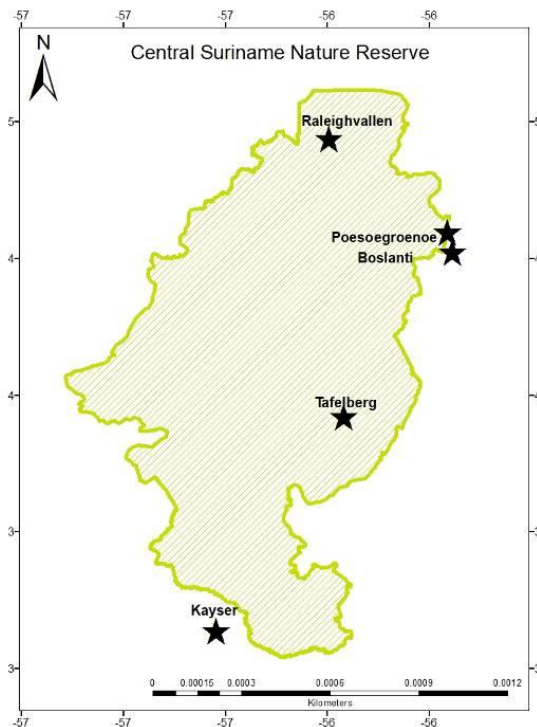 -57 -57 -57 -56 -56
N
Central Suriname Nature Reserve
Raleighvallen
Poesoegroenoe
Boslanti
Tafelberg
Kayser
5
4
4
3
3
0 0.00015 0.0003 0.0006 0.0009 0.0012
Kilometers
-57 -57 -57 -56 -56